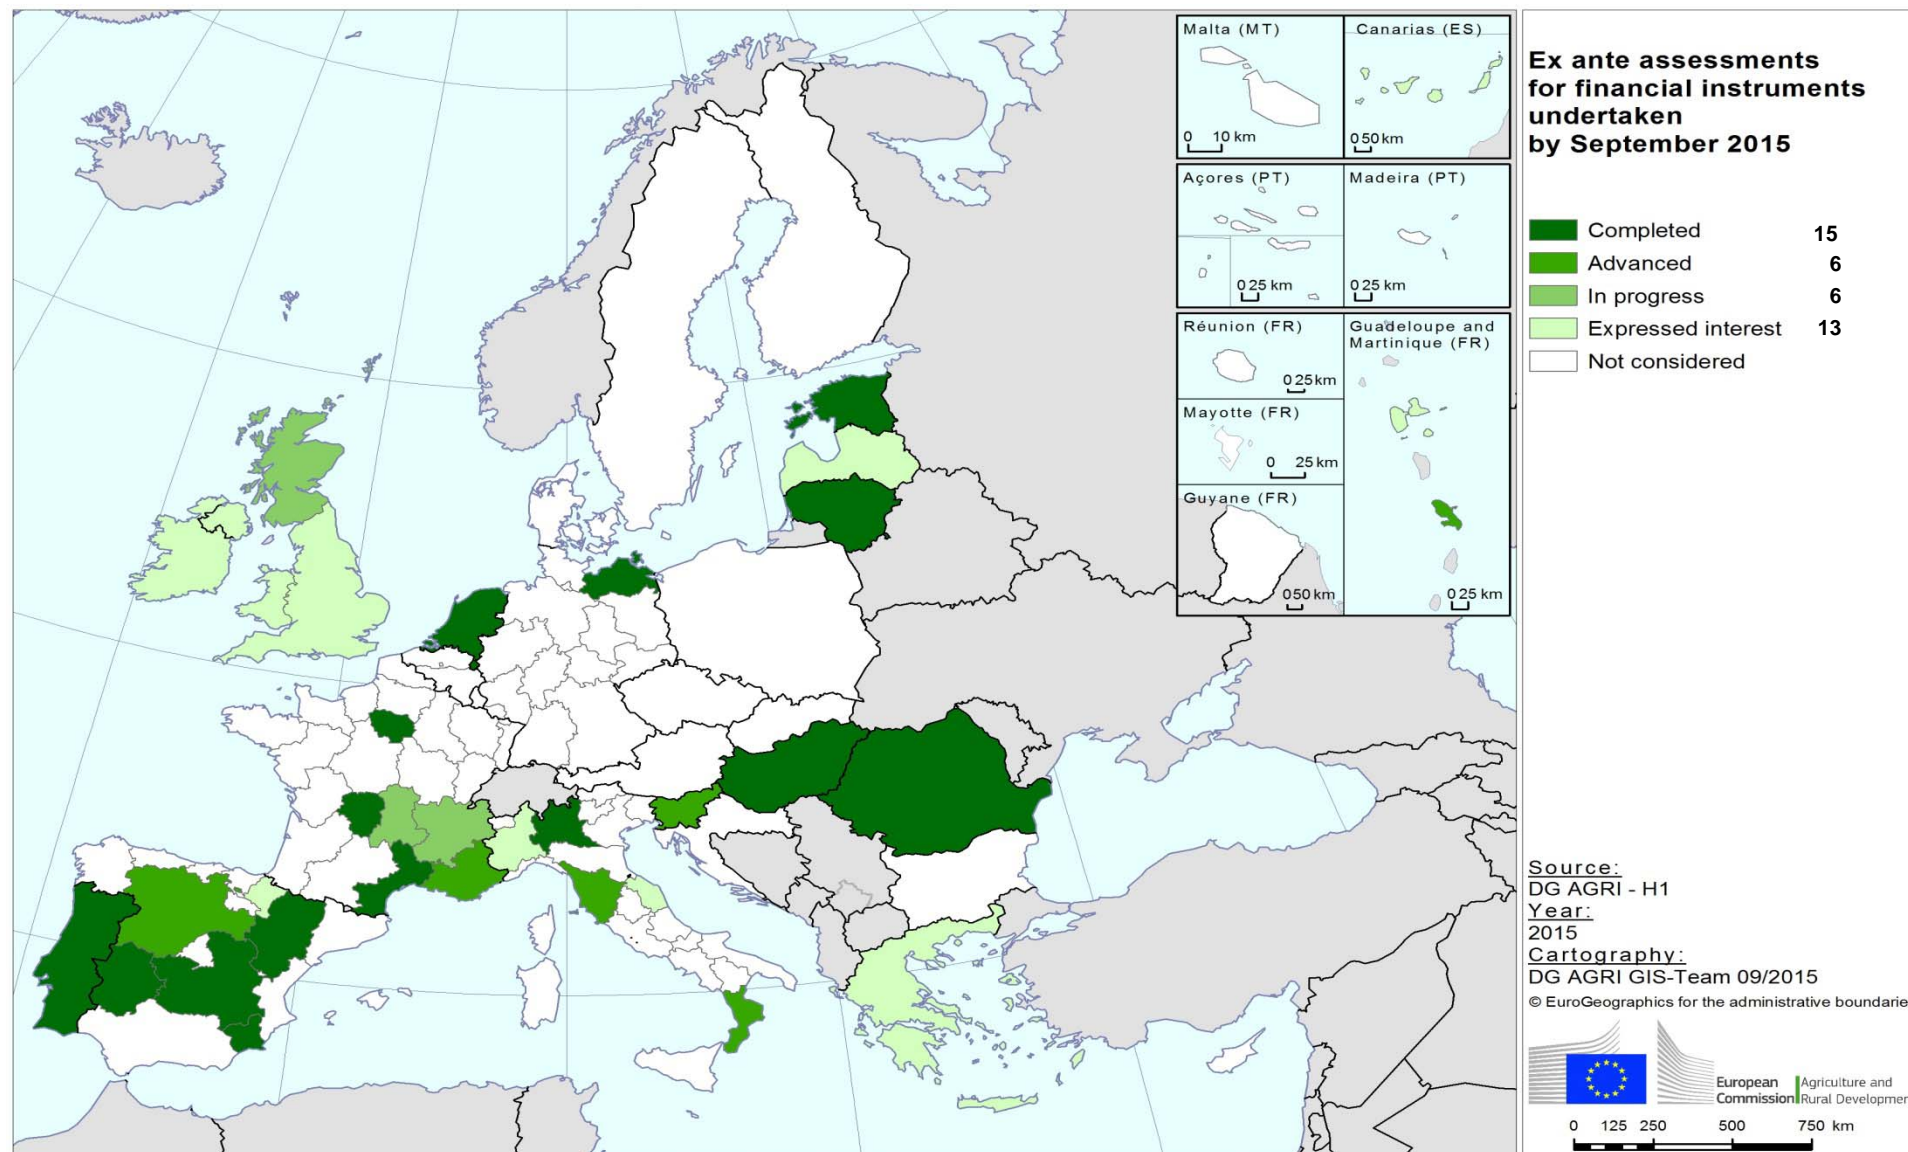 Malta (MT)
0 10 km
Canarias (ES)
0 50 km
Açores (PT)
0 25 km
Madeira (PT)
0 25 km
Réunion (FR)
0 25 km
Mayotte (FR)
0 25 km
Guyane (FR)
0 50 km
Guadeloupe and
Martinique (FR)
0 25 km
Ex ante assessments
for financial instruments
undertaken
by September 2015
Completed 15
Advanced 6
In progress 6
Expressed interest 13
Not considered
Source:
DG AGRI - H1
Year:
2015
Cartography:
DG AGRI GIS-Team 09/2015
© EuroGeographics for the administrative boundarie
European
Commission
Agriculture and
Rural Developmen
0 125 250 500 750 km